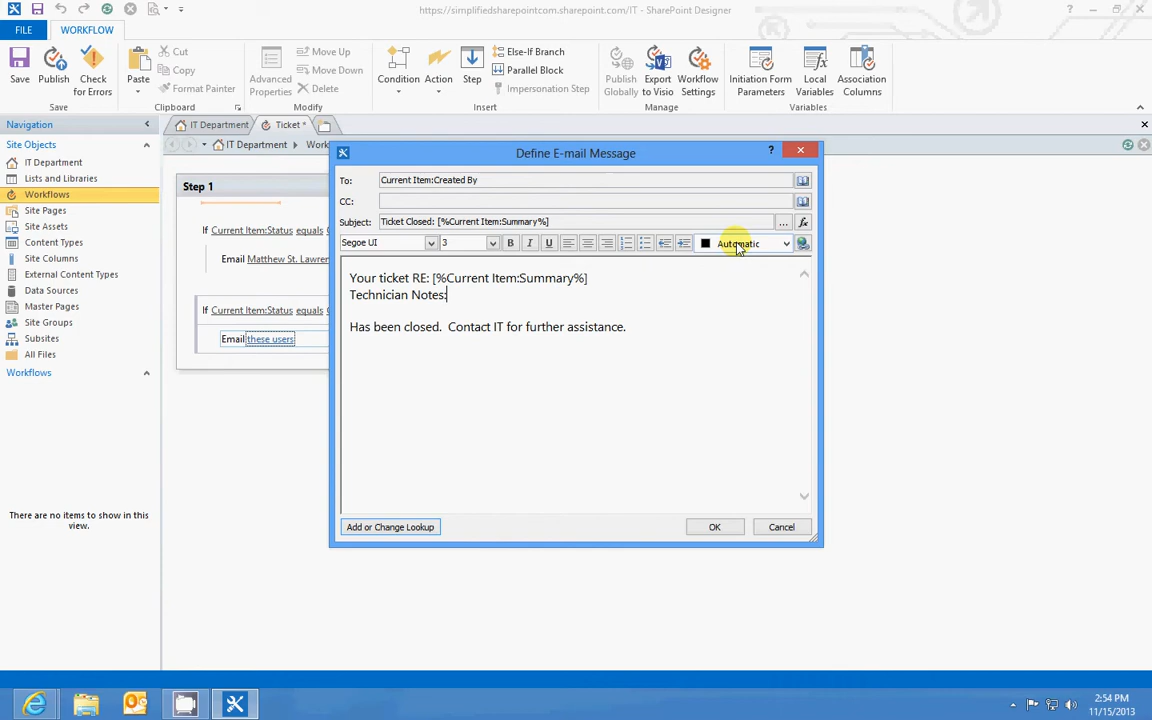 https://simplifiedsharepointcom.sharepoint.com/IT - SharePoint Designer
FILE
WORKFLOW
Save
Publish
Check for Errors
Save
Paste
Cut
Copy
Format Painter
Clipboard
Advanced Properties
Move Up
Move Down
Delete
Modify
Condition
Action
Step
Else-If Branch
Parallel Block
Impersonation Step
Insert
Publish Globally
Export to Visio
Workflow Settings
Manage
Initiation Form Parameters
Local Variables
Association Columns
Variables
Navigation
Site Objects
IT Department
Lists and Libraries
Workflows
Site Pages
Site Assets
Content Types
Site Columns
External Content Types
Data Sources
Master Pages
Site Groups
Subsites
All Files
Workflows
There are no items to show in this view.
IT Department
Ticket *
IT Department
Step 1
If Current Item:Status equals
Email Matthew St. Lawren
If Current Item:Status equals
Email these users
Define E-mail Message
?
To: Current Item:Created By
CC:
Subject: Ticket Closed: [%Current Item:Summary%]
... fx
Segoe UI 3 B I U Automatic
Your ticket RE: [%Current Item:Summary%]
Technician Notes:
Has been closed. Contact IT for further assistance.
Add or Change Lookup
OK
Cancel
2:54 PM
11/15/2013